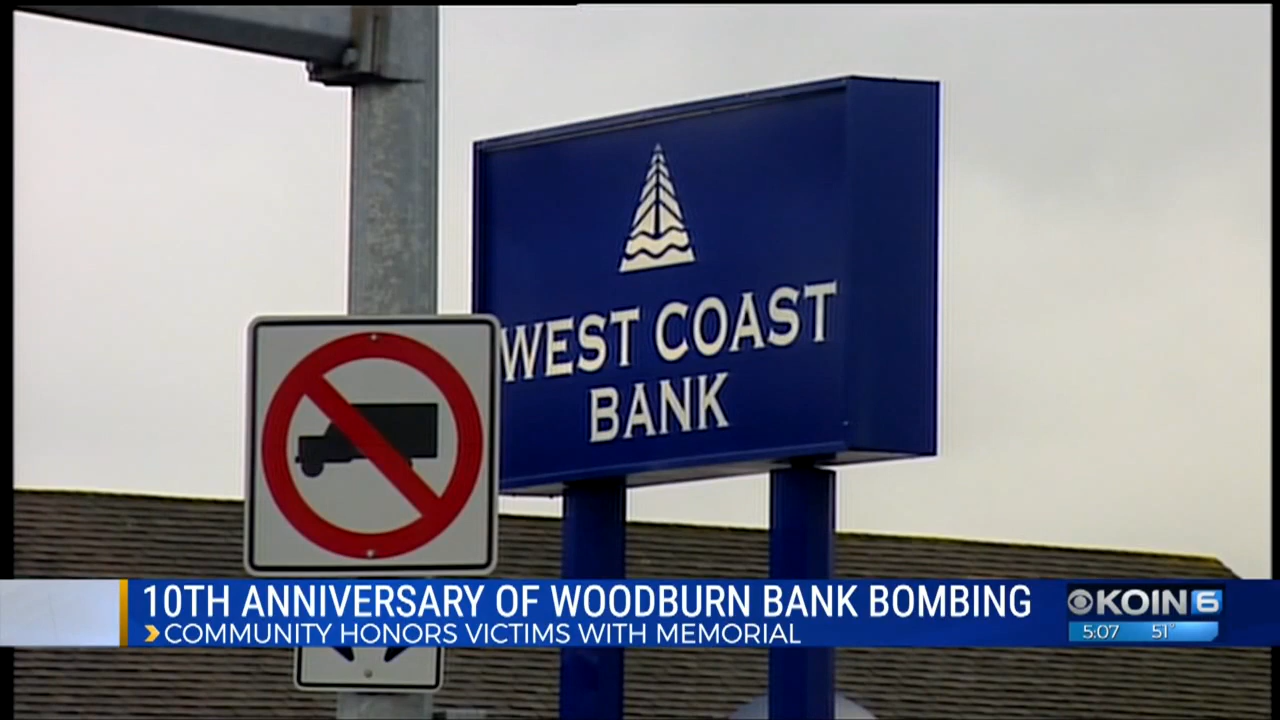 WEST COAST
BANK
10TH ANNIVERSARY OF WOODBURN BANK BOMBING
COMMUNITY HONORS VICTIMS WITH MEMORIAL
KOIN 6
5:07 51°